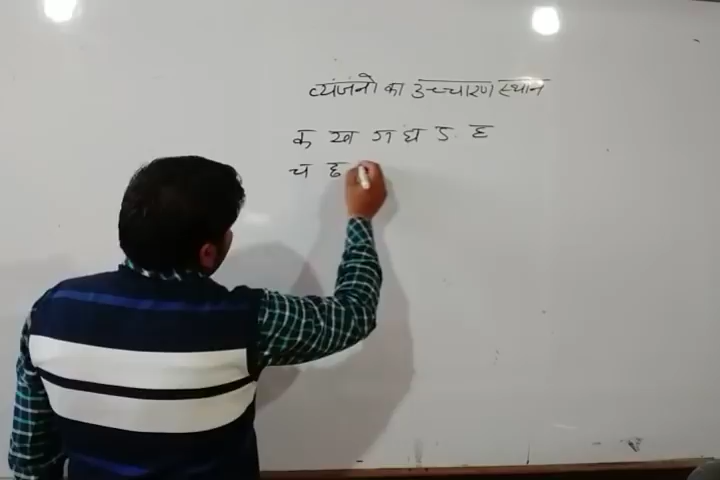 व्यंजनो का उच्चारण स्थान
क ख ग घ ङ ह
च छ